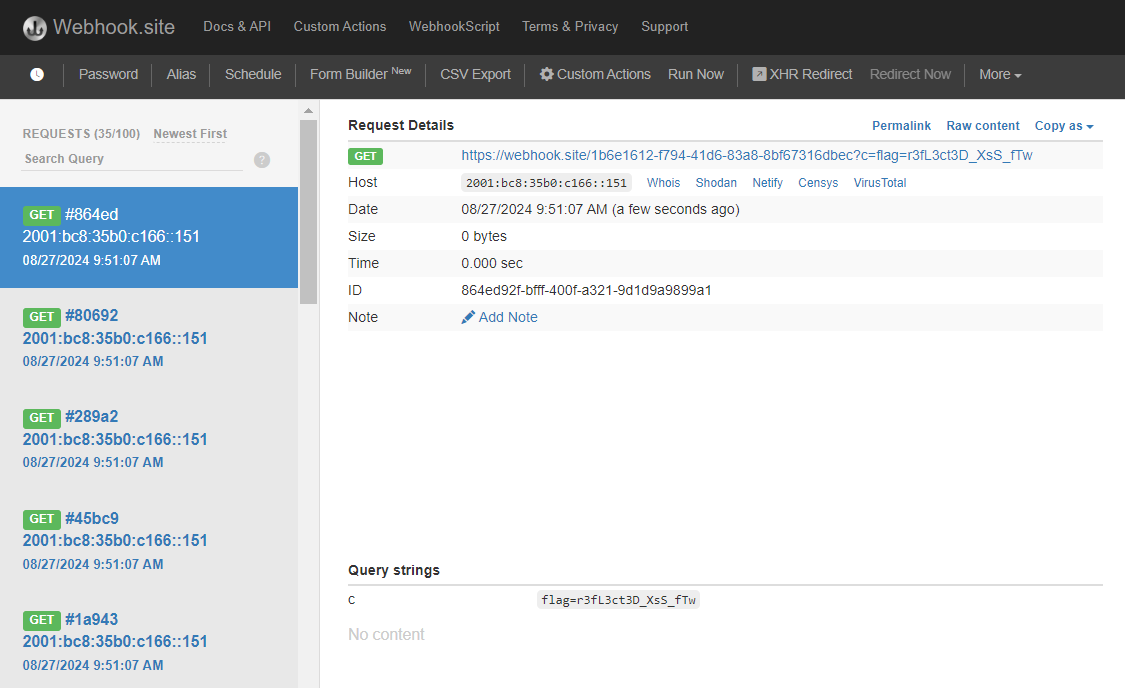 Webhook.site Docs & API Custom Actions WebhookScript Terms & Privacy Support
Password Alias Schedule Form Builder New CSV Export Custom Actions Run Now XHR Redirect Redirect Now More
REQUESTS (35/100) Newest First
Search Query ?
GET #864ed
2001:bc8:35b0:c166::151
08/27/2024 9:51:07 AM
GET #80692
2001:bc8:35b0:c166::151
08/27/2024 9:51:07 AM
GET #289a2
2001:bc8:35b0:c166::151
08/27/2024 9:51:07 AM
GET #45bc9
2001:bc8:35b0:c166::151
08/27/2024 9:51:07 AM
GET #1a943
2001:bc8:35b0:c166::151
08/27/2024 9:51:07 AM
Request Details Permalink Raw content Copy as
GET https://webhook.site/1b6e1612-f794-41d6-83a8-8bf67316dbec?c=flag=r3fL3ct3D_XsS_fTw
Host 2001:bc8:35b0:c166::151 Whois Shodan Netify Censys VirusTotal
Date 08/27/2024 9:51:07 AM (a few seconds ago)
Size 0 bytes
Time 0.000 sec
ID 864ed92f-bfff-400f-a321-9d1d9a9899a1
Note Add Note
Query strings
c flag=r3fL3ct3D_XsS_fTw
No content